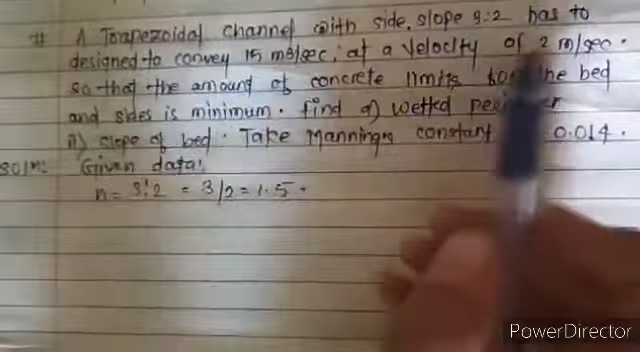 # A Trapezoidal channel with side slope 3:2 has to
designed to convey 15 m3/sec. at a velocity of 2 m/sec.
so that the amount of concrete limits for the bed
and sides is minimum. find a) wetted
ii) slope of bed. Take Manning's constant 0.014.
Soln: Given data:
n = 3:2 = 3/2 = 1.5.
PowerDirector